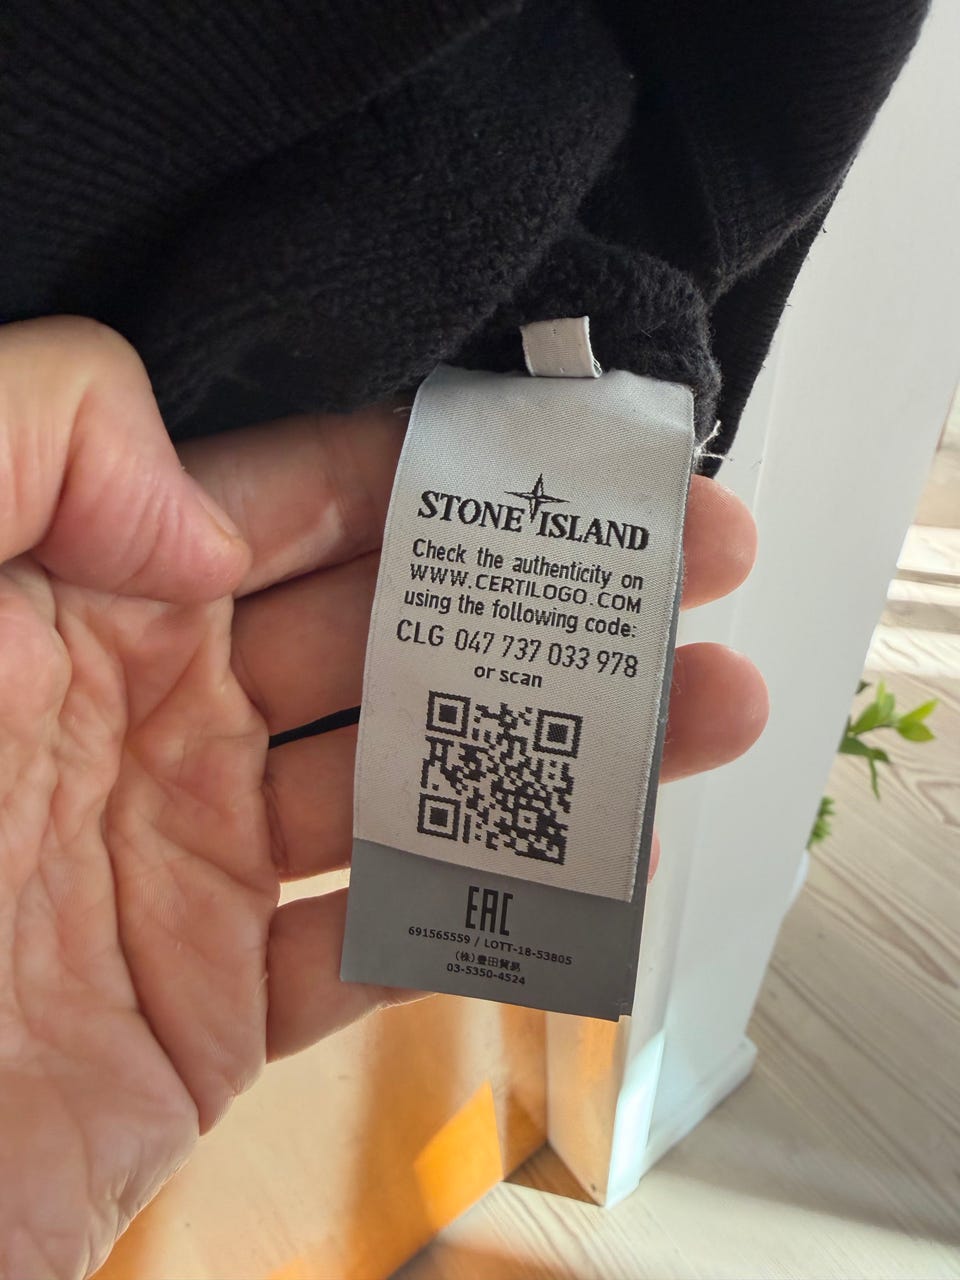 STONE ISLAND
Check the authenticity on
WWW.CERTILOGO.COM
using the following code:
CLG 047 737 033 978
or scan
EAC
691565559 / LOTT-18-53805
(株)豊田貿易
03-5350-4524